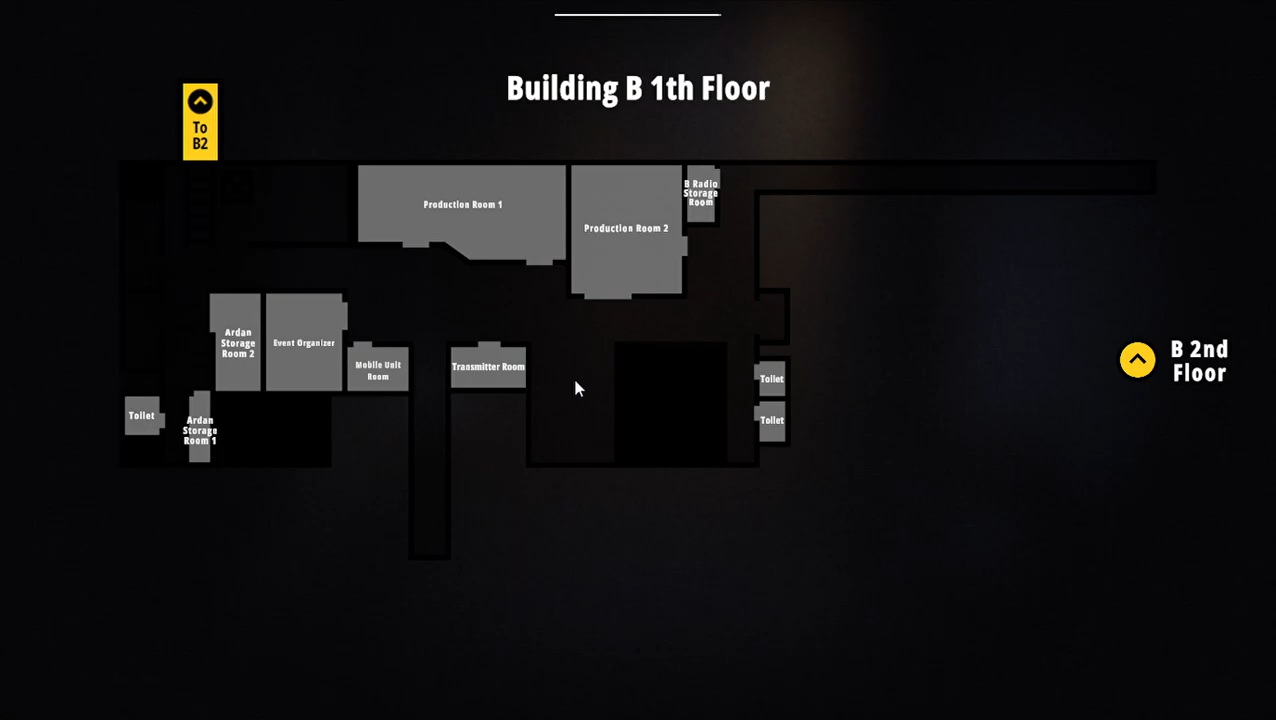 Building B 1th Floor
To
B2
B Radio
Storage
Room
Production Room 1
Production Room 2
Ardan
Storage
Room 2
Event Organizer
Mobile Unit
Room
Transmitter Room
B 2nd
Floor
Toilet
Toilet
Toilet
Ardan
Storage
Room 1